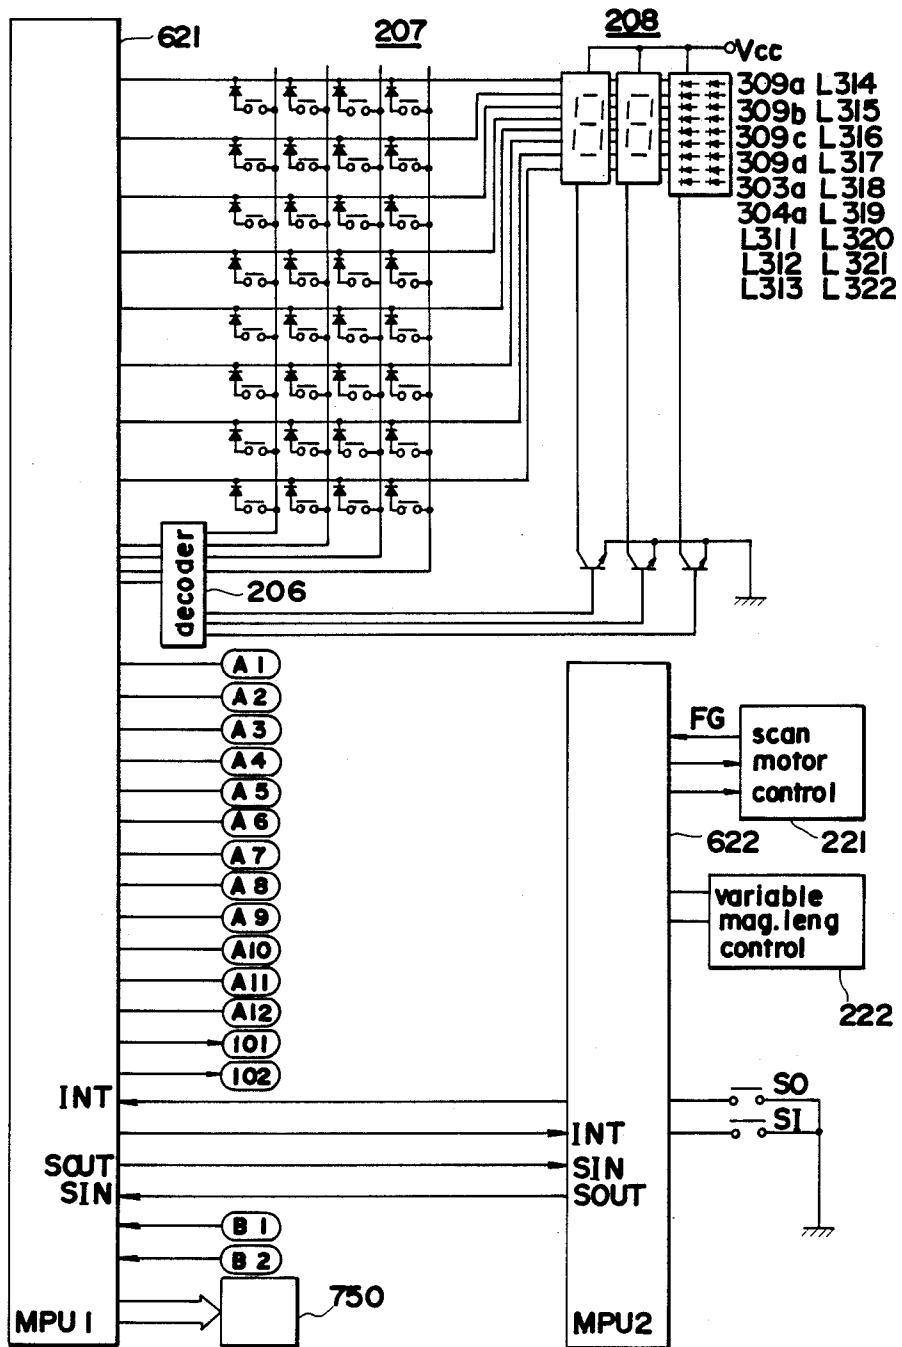 621
207
208
Vcc
309a L314
309b L315
309c L316
309d L317
303a L318
304a L319
L311 L320
L312 L321
L313 L322
decoder
206
A1
A2
A3
A4
A5
A6
A7
A8
A9
A10
A11
A12
101
102
INT
SOUT
SIN
B1
B2
750
MPU1
FG
scan
motor
control
622
221
variable
mag.leng
control
222
S0
S1
INT
SIN
SOUT
MPU2